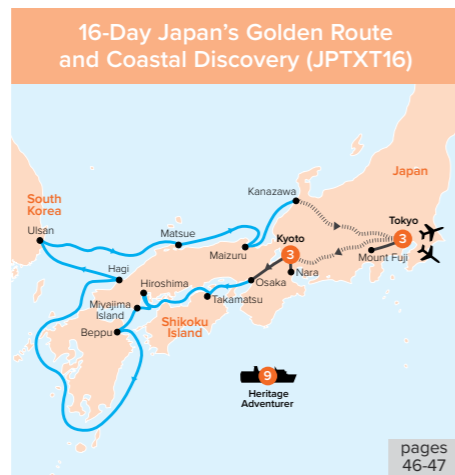 16-Day Japan's Golden Route
and Coastal Discovery (JPTXT16)
Japan
Kanazawa
South
Korea
Ulsan
Matsue
Maizuru
Kyoto
3
Tokyo
3
Mount Fuji
Nara
Hagi
Hiroshima
Osaka
Miyajima
Island
Takamatsu
Beppu
Shikoku
Island
9
Heritage
Adventurer
pages
46-47